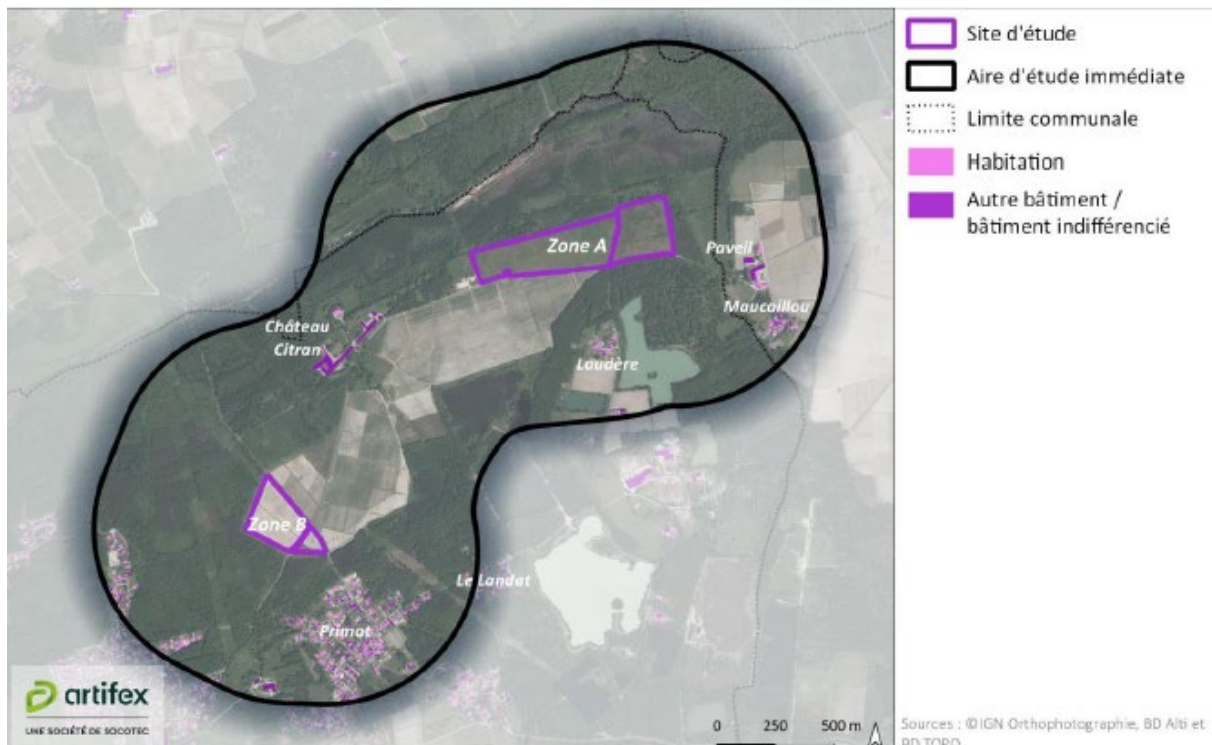 Site d'étude
Aire d'étude immédiate
Limite communale
Habitation
Autre bâtiment /
bâtiment indifférencié
Zone A
Paveil
Maucaillou
Château
Citran
Laudère
Zone B
Le Landat
Primat
artifex
UNE SOCIÉTÉ DE SOCOTEC
0 250 500 m
Sources : ©IGN Orthophotographie, BD Alti et
BD TOPO